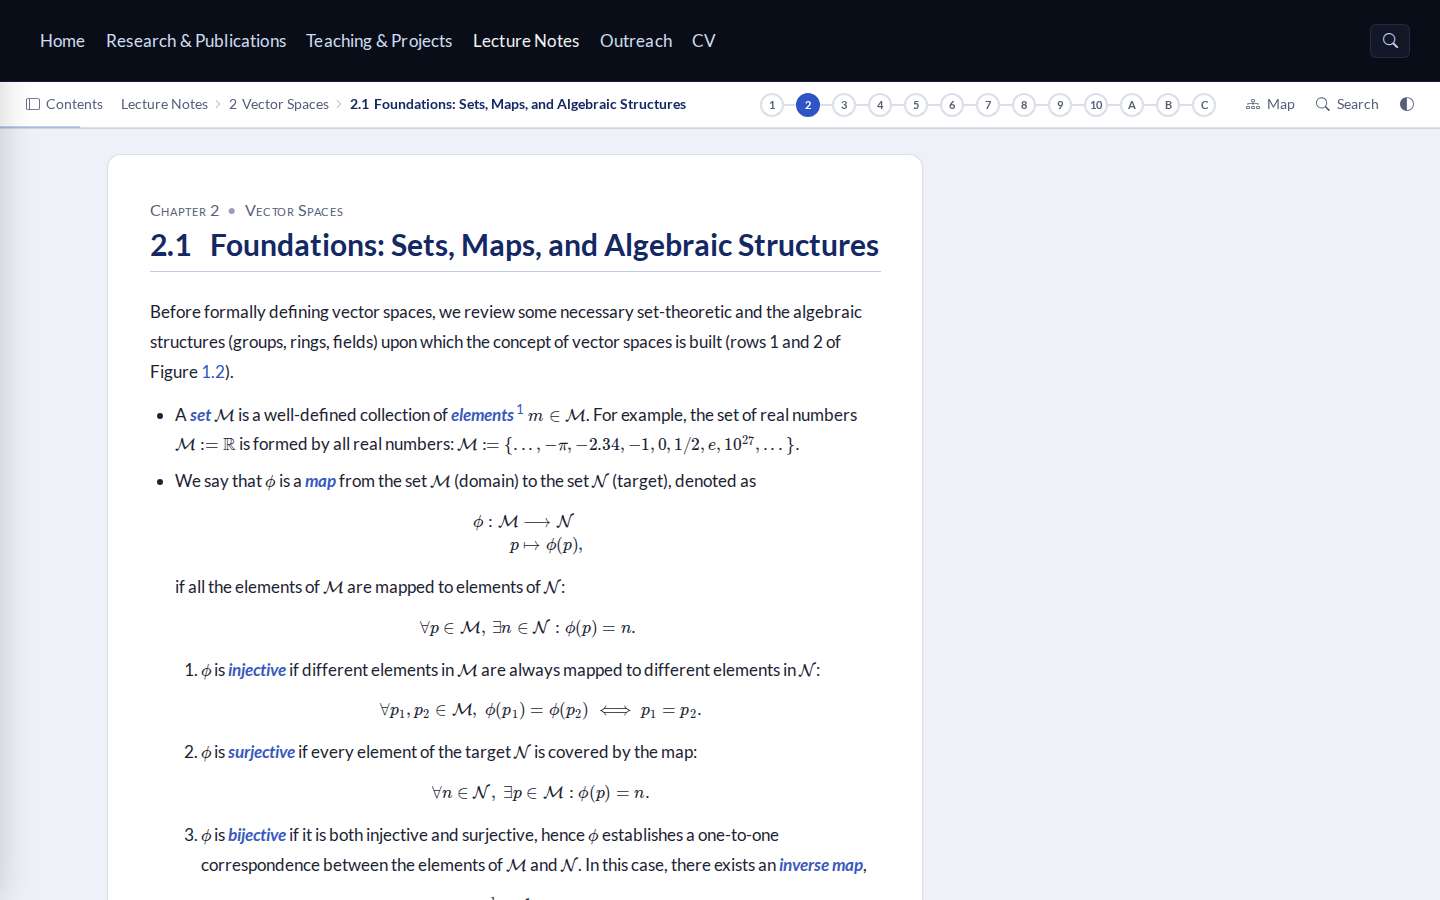 Home Research & Publications Teaching & Projects Lecture Notes Outreach CV
Contents Lecture Notes > 2 Vector Spaces > 2.1 Foundations: Sets, Maps, and Algebraic Structures 1 2 3 4 5 6 7 8 9 10 A B C Map Search
Chapter 2 • Vector Spaces
2.1 Foundations: Sets, Maps, and Algebraic Structures
Before formally defining vector spaces, we review some necessary set-theoretic and the algebraic
structures (groups, rings, fields) upon which the concept of vector spaces is built (rows 1 and 2 of
Figure 1.2).
• A set ℳ is a well-defined collection of elements ¹ m ∈ ℳ. For example, the set of real numbers
ℳ := ℝ is formed by all real numbers: ℳ := {…, −π, −2.34, −1, 0, 1/2, e, 10²⁷, …}.
• We say that ϕ is a map from the set ℳ (domain) to the set 𝒩 (target), denoted as
ϕ : ℳ ⟶ 𝒩
p ↦ ϕ(p),
if all the elements of ℳ are mapped to elements of 𝒩:
∀p ∈ ℳ, ∃n ∈ 𝒩 : ϕ(p) = n.
1. ϕ is injective if different elements in ℳ are always mapped to different elements in 𝒩:
∀p₁, p₂ ∈ ℳ, ϕ(p₁) = ϕ(p₂) ⟺ p₁ = p₂.
2. ϕ is surjective if every element of the target 𝒩 is covered by the map:
∀n ∈ 𝒩, ∃p ∈ ℳ : ϕ(p) = n.
3. ϕ is bijective if it is both injective and surjective, hence ϕ establishes a one-to-one
correspondence between the elements of ℳ and 𝒩. In this case, there exists an inverse map,